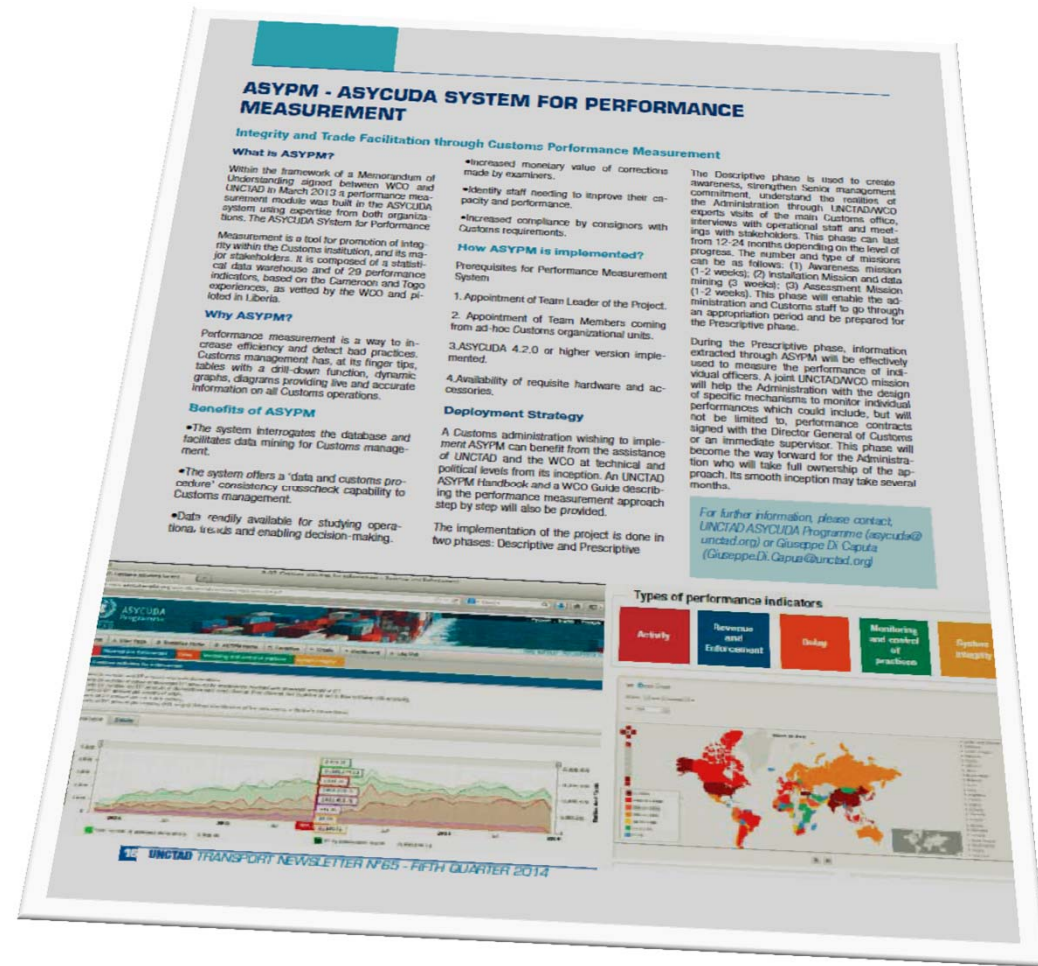 ASYPM - ASYCUDA SYSTEM FOR PERFORMANCE
MEASUREMENT
Integrity and Trade Facilitation through Customs Performance Measurement
What is ASYPM?
Within the framework of a Memorandum of
Understanding signed between WCO and
UNCTAD in March 2013 a performance mea-
surement module was built in the ASYCUDA
system using expertise from both organiza-
tions. The ASYCUDA SYstem for Performance
Measurement is a tool for promotion of integ-
rity within the Customs institution, and its ma-
jor stakeholders. It is composed of a statisti-
cal data warehouse and of 29 performance
indicators, based on the Cameroon and Togo
experiences, as vetted by the WCO and pi-
loted in Liberia.
Why ASYPM?
Performance measurement is a way to in-
crease efficiency and detect bad practices.
Customs management has, at its finger tips,
tables with a drill-down function, dynamic
graphs, diagrams providing live and accurate
information on all Customs operations.
Benefits of ASYPM
•The system interrogates the database and
facilitates data mining for Customs manage-
ment.
•The system offers a 'data and customs pro-
cedure' consistency crosscheck capability to
Customs management.
•Data readily available for studying opera-
tional trends and enabling decision-making.
•Increased monetary value of corrections
made by examiners.
•Identify staff needing to improve their ca-
pacity and performance.
•Increased compliance by consignors with
Customs requirements.
How ASYPM is implemented?
Prerequisites for Performance Measurement
System
1. Appointment of Team Leader of the Project.
2. Appointment of Team Members coming
from ad-hoc Customs organizational units.
3.ASYCUDA 4.2.0 or higher version imple-
mented.
4.Availability of requisite hardware and ac-
cessories.
Deployment Strategy
A Customs administration wishing to imple-
ment ASYPM can benefit from the assistance
of UNCTAD and the WCO at technical and
political levels from its inception. An UNCTAD
ASYPM Handbook and a WCO Guide describ-
ing the performance measurement approach
step by step will also be provided.
The implementation of the project is done in
two phases: Descriptive and Prescriptive
The Descriptive phase is used to create
awareness, strengthen Senior management
commitment, understand the realities of
the Administration through UNCTAD/WCO
experts visits of the main Customs office,
interviews with operational staff and meet-
ings with stakeholders. This phase can last
from 12-24 months depending on the level of
progress. The number and type of missions
can be as follows: (1) Awareness mission
(1-2 weeks); (2) Installation Mission and data
mining (3 weeks); (3) Assessment Mission
(1-2 weeks). This phase will enable the ad-
ministration and Customs staff to go through
an appropriation period and be prepared for
the Prescriptive phase.
During the Prescriptive phase, information
extracted through ASYPM will be effectively
used to measure the performance of indi-
vidual officers. A joint UNCTAD/WCO mission
will help the Administration with the design
of specific mechanisms to monitor individual
performances which could include, but will
not be limited to, performance contracts
signed with the Director General of Customs
or an immediate supervisor. This phase will
become the way forward for the Administra-
tion who will take full ownership of the ap-
proach. Its smooth inception may take several
months.
For further information, please contact,
UNCTAD ASYCUDA Programme (asycuda@
unctad.org) or Giuseppe Di Caputa
(Giuseppe.Di.Capua@unctad.org)
ASYCUDA
Programme
Types of performance indicators
Activity
Revenue
and
Enforcement
Delay
Monitoring
and control
of
practices
System
integrity
16 UNCTAD TRANSPORT NEWSLETTER N°65 - FIFTH QUARTER 2014